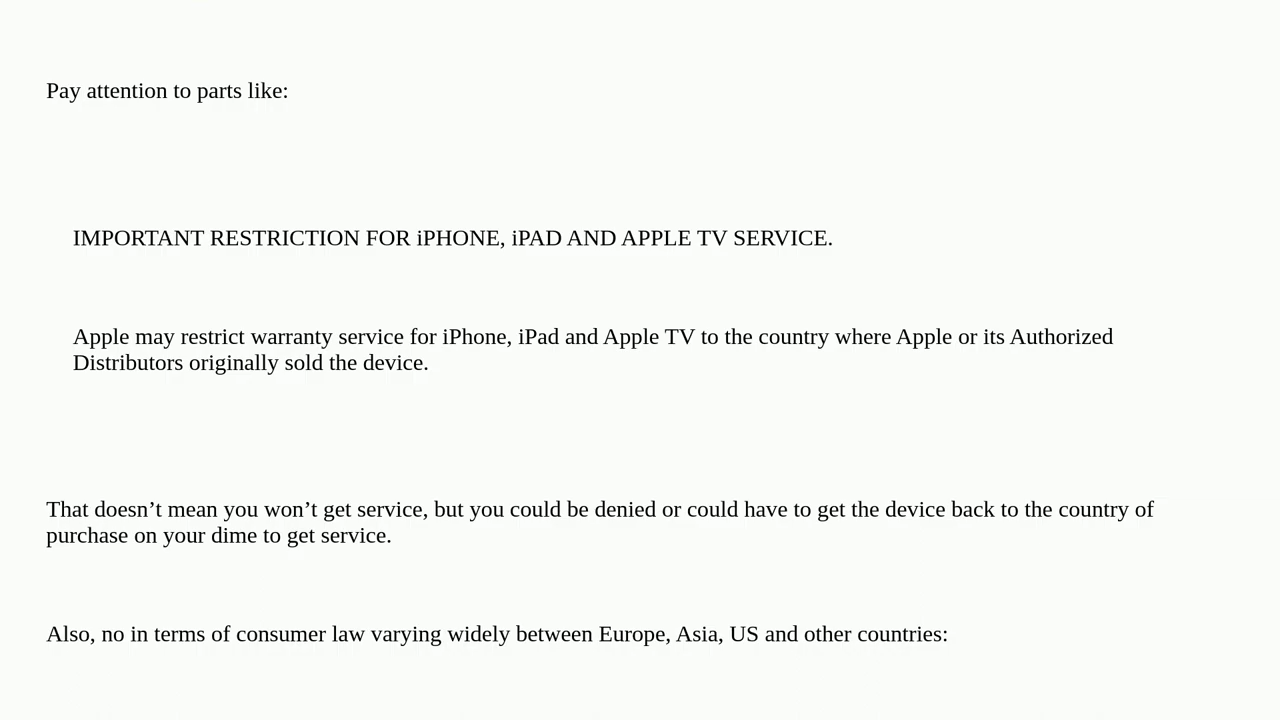 Pay attention to parts like:
IMPORTANT RESTRICTION FOR iPHONE, iPAD AND APPLE TV SERVICE.
Apple may restrict warranty service for iPhone, iPad and Apple TV to the country where Apple or its Authorized
Distributors originally sold the device.
That doesn’t mean you won’t get service, but you could be denied or could have to get the device back to the country of
purchase on your dime to get service.
Also, no in terms of consumer law varying widely between Europe, Asia, US and other countries: